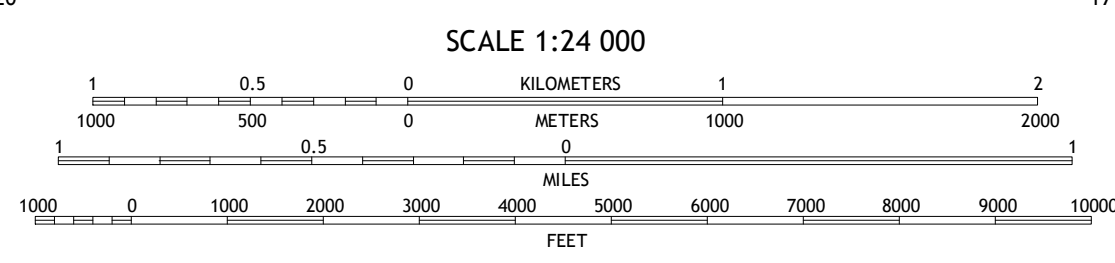 SCALE 1:24 000
1 0.5 0 KILOMETERS 1 2
1000 500 0 METERS 1000 2000
1 0.5 0 1
MILES
1000 0 1000 2000 3000 4000 5000 6000 7000 8000 9000 10000
FEET